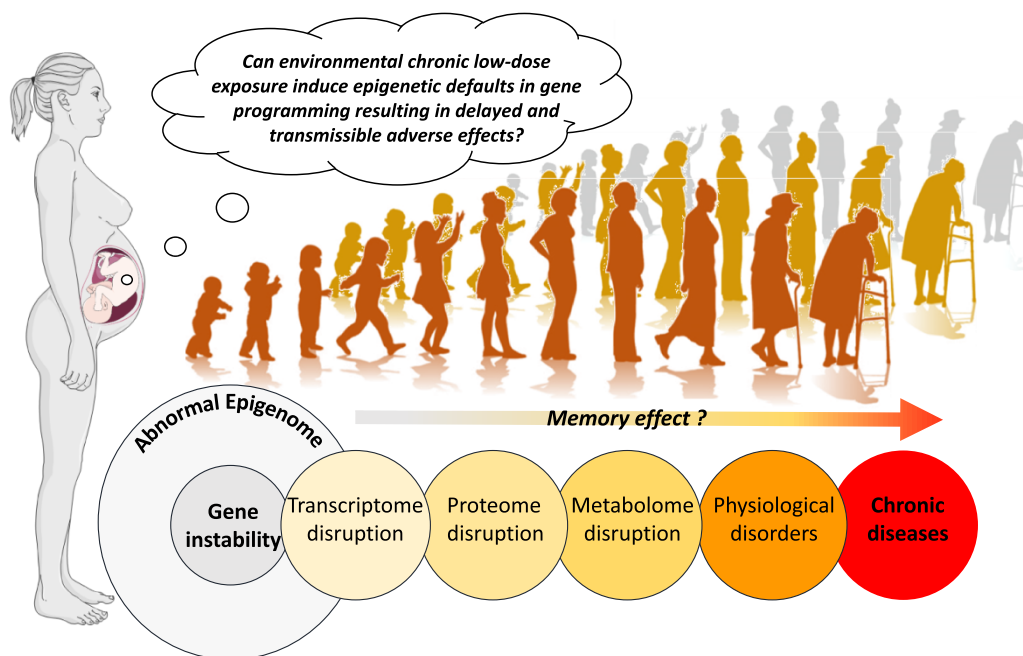 Can environmental chronic low-dose
exposure induce epigenetic defaults in gene
programming resulting in delayed and
transmissible adverse effects?
Memory effect ?
Abnormal Epigenome
Gene
instability
Transcriptome
disruption
Proteome
disruption
Metabolome
disruption
Physiological
disorders
Chronic
diseases